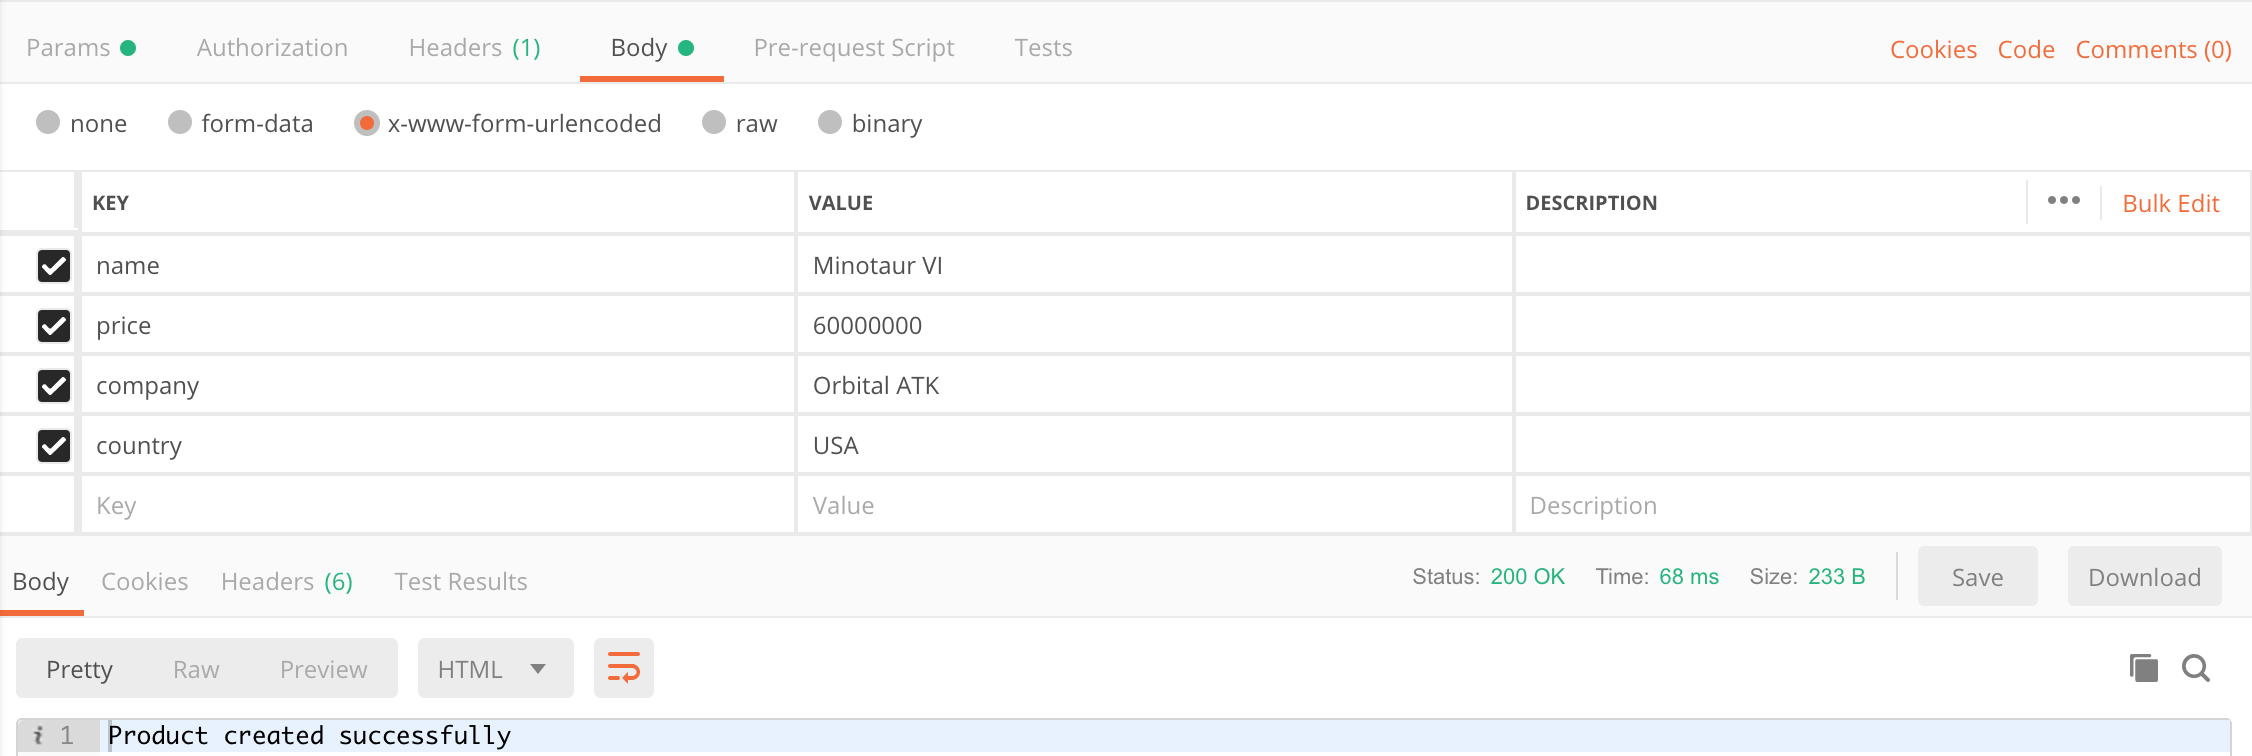 Params Authorization Headers (1) Body Pre-request Script Tests Cookies Code Comments (0)
none form-data x-www-form-urlencoded raw binary
KEY VALUE DESCRIPTION ••• Bulk Edit
name Minotaur VI
price 60000000
company Orbital ATK
country USA
Key Value Description
Body Cookies Headers (6) Test Results Status: 200 OK Time: 68 ms Size: 233 B Save Download
Pretty Raw Preview HTML
i 1 Product created successfully